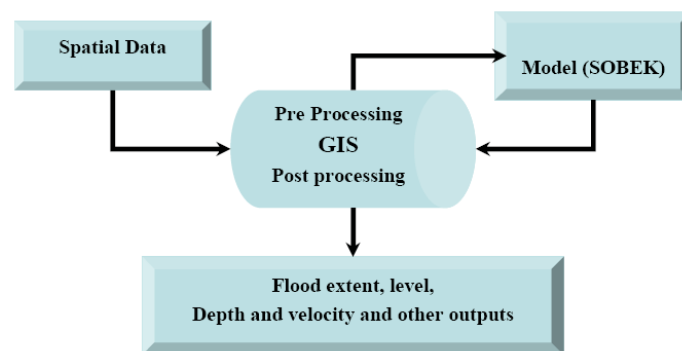 Spatial Data
Model (SOBEK)
Pre Processing
GIS
Post processing
Flood extent, level,
Depth and velocity and other outputs